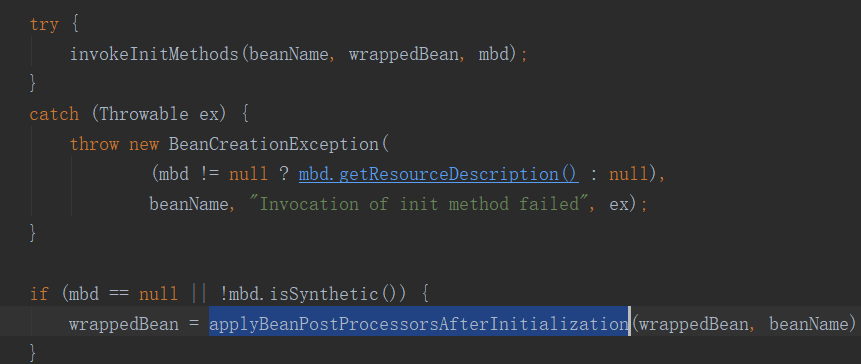 try {
invokeInitMethods(beanName, wrappedBean, mbd);
}
catch (Throwable ex) {
throw new BeanCreationException(
(mbd != null ? mbd.getResourceDescription() : null),
beanName, "Invocation of init method failed", ex);
}
if (mbd == null || !mbd.isSynthetic()) {
wrappedBean = applyBeanPostProcessorsAfterInitialization(wrappedBean, beanName)
}